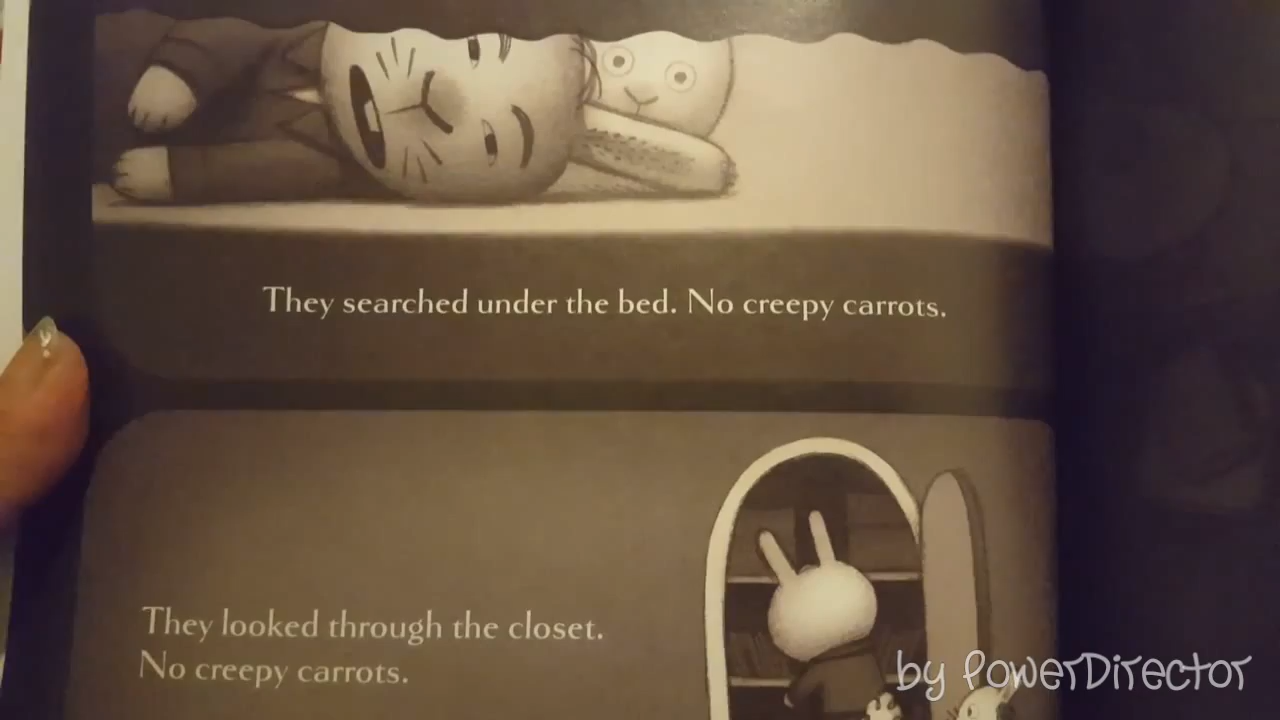 They searched under the bed. No creepy carrots.
They looked through the closet.
No creepy carrots.
by PowerDirector